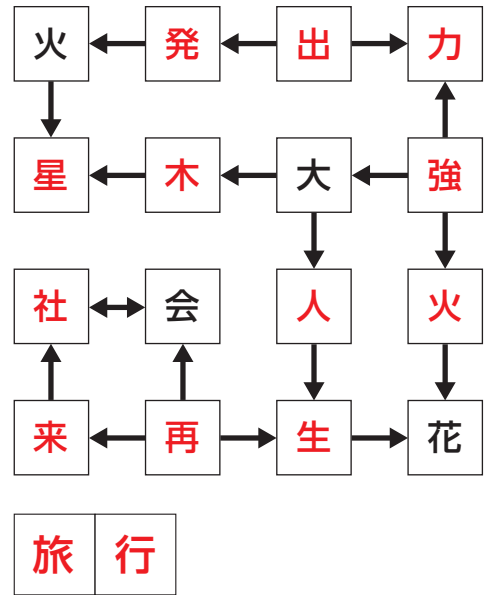 火 発 出 力
星 木 大 強
社 会 人 火
来 再 生 花
旅行